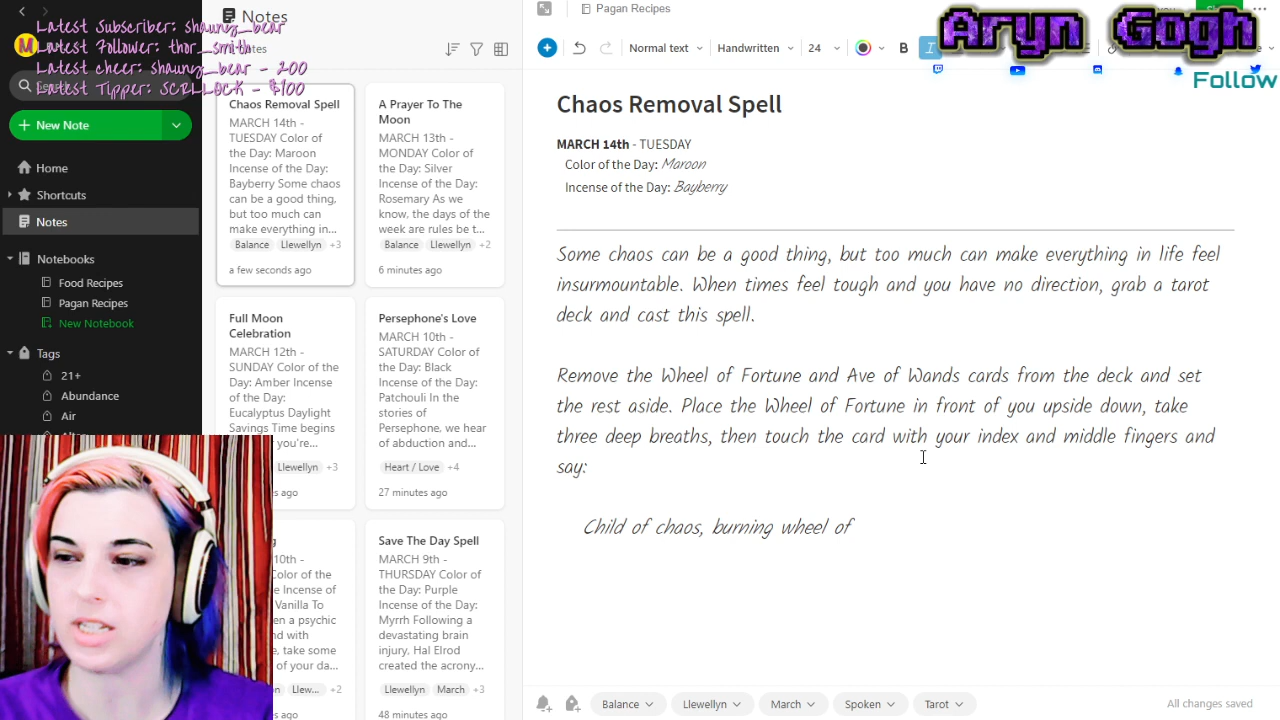 Latest Subscriber: shawny_bear
Latest Follower: thor_smith
Latest cheer: shawny_bear - 200
Latest Tipper: SCRLLOCK - $100
M
New Note
Home
Shortcuts
Notes
Notebooks
Food Recipes
Pagan Recipes
New Notebook
Tags
21+
Abundance
Air
Notes
Chaos Removal Spell
MARCH 14th -
TUESDAY Color of
the Day: Maroon
Incense of the Day:
Bayberry Some chaos
can be a good thing,
but too much can
make everything in...
Balance Llewellyn +3
a few seconds ago
A Prayer To The
Moon
MARCH 13th -
MONDAY Color of
the Day: Silver
Incense of the Day:
Rosemary As we
know, the days of the
week are rules be t...
Balance Llewellyn +2
6 minutes ago
Full Moon
Celebration
MARCH 12th -
SUNDAY Color of the
Day: Amber Incense
of the Day:
Eucalyptus Daylight
Savings Time begins
Llewellyn +3
Persephone's Love
MARCH 10th -
SATURDAY Color of
the Day: Black
Incense of the Day:
Patchouli In the
stories of
Persephone, we hear
of abduction and...
Heart / Love +4
27 minutes ago
Save The Day Spell
MARCH 9th -
THURSDAY Color of
the Day: Purple
Incense of the Day:
Myrrh Following a
devastating brain
injury. Hal Elrod
created the acrony...
Llewellyn March +3
48 minutes ago
Pagan Recipes
Normal text Handwritten 24 B I
Aryn Gogh
Follow
Chaos Removal Spell
MARCH 14th - TUESDAY
Color of the Day: Maroon
Incense of the Day: Bayberry
Some chaos can be a good thing, but too much can make everything in life feel
insurmountable. When times feel tough and you have no direction, grab a tarot
deck and cast this spell.
Remove the Wheel of Fortune and Ave of Wands cards from the deck and set
the rest aside. Place the Wheel of Fortune in front of you upside down, take
three deep breaths, then touch the card with your index and middle fingers and
say:
Child of chaos, burning wheel of
Balance Llewellyn March Spoken Tarot
All changes saved